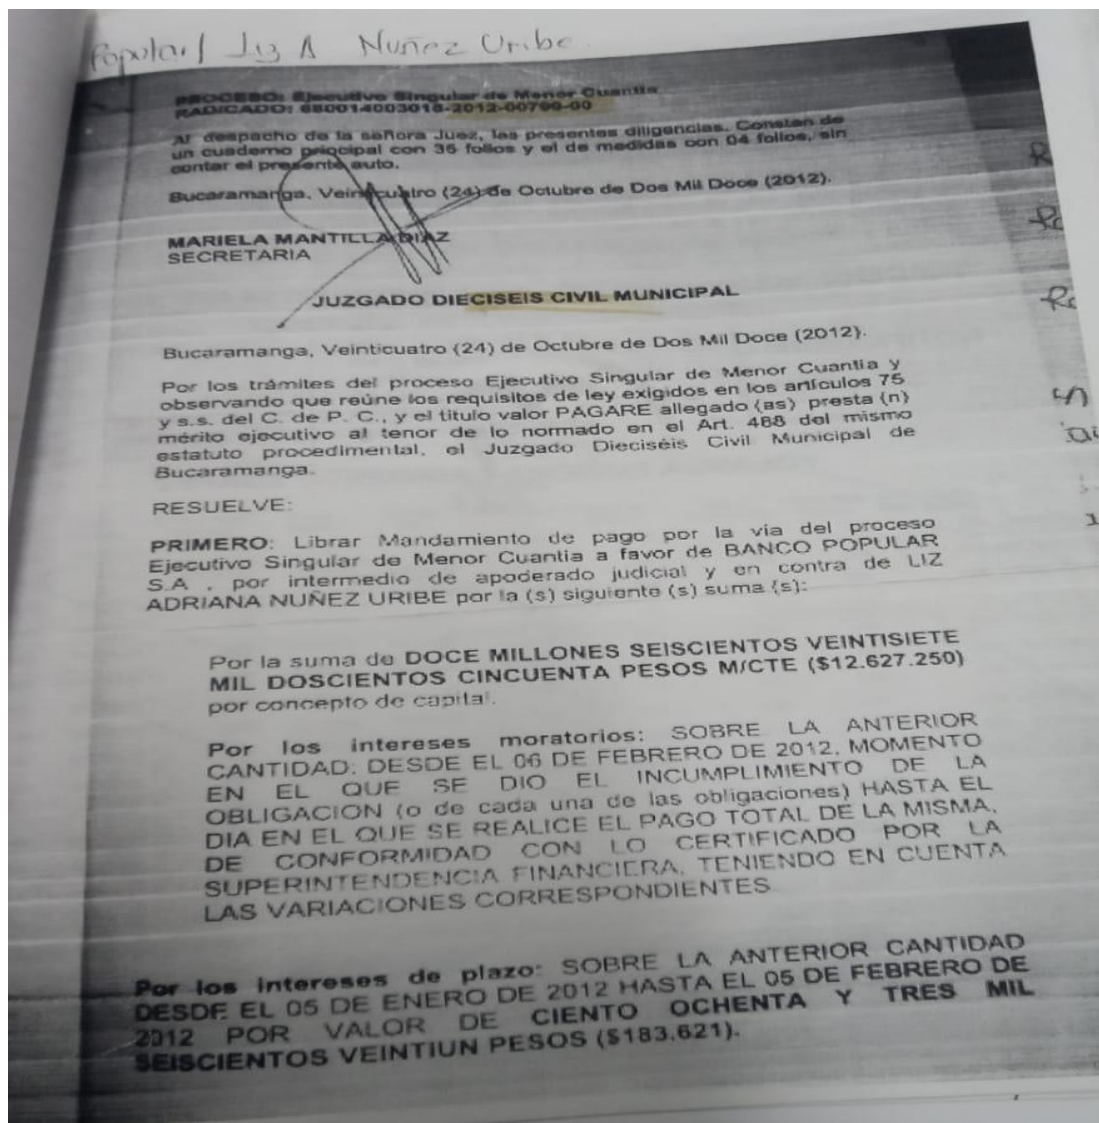 Popular / Liz A Nuñez Uribe.
PROCESO: Ejecutivo Singular de Menor Cuantia
RADICADO: 680014003016-2012-00700-00
Al despacho de la señora Juez, las presentes diligencias. Constan de
un cuaderno principal con 35 folios y el de medidas con 04 folios, sin
contar el presente auto.
Bucaramanga, Veinticuatro (24) de Octubre de Dos Mil Doce (2012).
MARIELA MANTILLA DIAZ
SECRETARIA
JUZGADO DIECISEIS CIVIL MUNICIPAL
Bucaramanga, Veinticuatro (24) de Octubre de Dos Mil Doce (2012).
Por los trámites del proceso Ejecutivo Singular de Menor Cuantia y
observando que reúne los requisitos de ley exigidos en los artículos 75
y s.s. del C. de P. C., y el titulo valor PAGARE allegado (as) presta (n)
mérito ejecutivo al tenor de lo normado en el Art. 488 del mismo
estatuto procedimental, el Juzgado Dieciséis Civil Municipal de
Bucaramanga.
RESUELVE:
PRIMERO: Librar Mandamiento de pago por la vía del proceso
Ejecutivo Singular de Menor Cuantia a favor de BANCO POPULAR
S.A , por intermedio de apoderado judicial y en contra de LIZ
ADRIANA NUÑEZ URIBE por la (s) siguiente (s) suma (s):
Por la suma de DOCE MILLONES SEISCIENTOS VEINTISIETE
MIL DOSCIENTOS CINCUENTA PESOS M/CTE ($12.627.250)
por concepto de capital.
Por los intereses moratorios: SOBRE LA ANTERIOR
CANTIDAD: DESDE EL 06 DE FEBRERO DE 2012, MOMENTO
EN EL QUE SE DIO EL INCUMPLIMIENTO DE LA
OBLIGACION (o de cada una de las obligaciones) HASTA EL
DIA EN EL QUE SE REALICE EL PAGO TOTAL DE LA MISMA,
DE CONFORMIDAD CON LO CERTIFICADO POR LA
SUPERINTENDENCIA FINANCIERA, TENIENDO EN CUENTA
LAS VARIACIONES CORRESPONDIENTES
Por los intereses de plazo: SOBRE LA ANTERIOR CANTIDAD
DESDE EL 05 DE ENERO DE 2012 HASTA EL 05 DE FEBRERO DE
2012 POR VALOR DE CIENTO OCHENTA Y TRES MIL
SEISCIENTOS VEINTIUN PESOS ($183.621).